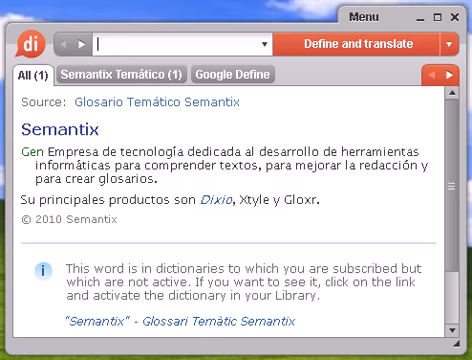 Menu
di
Define and translate
All (1)
Semantix Temático (1)
Google Define
Source: Glosario Temático Semantix
Semantix
Gen Empresa de tecnología dedicada al desarrollo de herramientas
informáticas para comprender textos, para mejorar la redacción y
para crear glosarios.
Su principales productos son Dixio, Xtyle y Gloxr.
© 2010 Semantix
This word is in dictionaries to which you are subscribed but
which are not active. If you want to see it, click on the link
and activate the dictionary in your Library.
"Semantix" - Glossari Temàtic Semantix